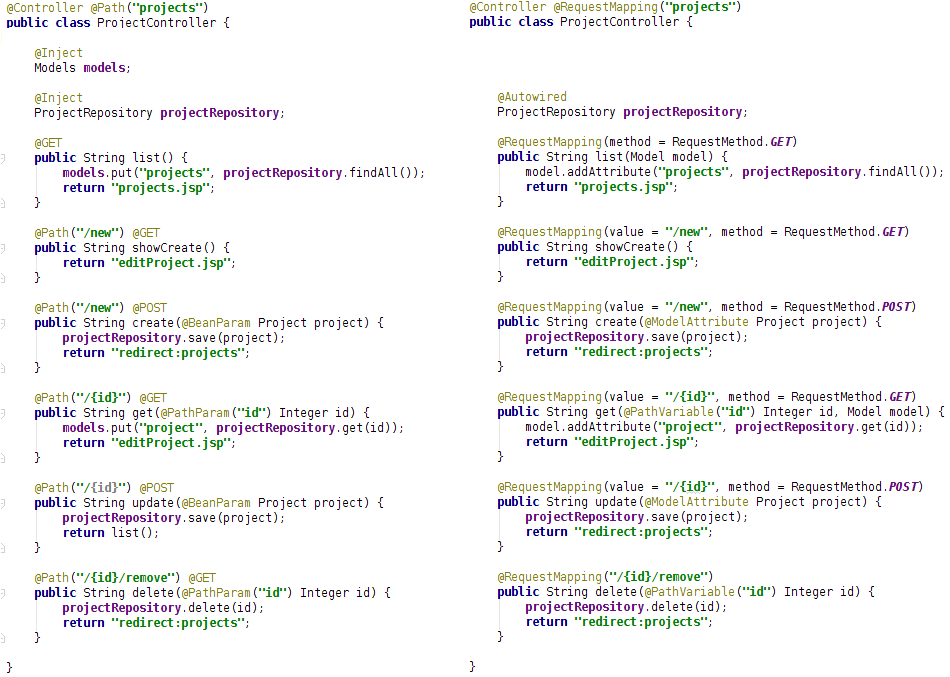 @Controller @Path("projects")
public class ProjectController {
@Inject
Models models;
@Inject
ProjectRepository projectRepository;
@GET
public String list() {
models.put("projects", projectRepository.findAll());
return "projects.jsp";
}
@Path("/new") @GET
public String showCreate() {
return "editProject.jsp";
}
@Path("/new") @POST
public String create(@BeanParam Project project) {
projectRepository.save(project);
return "redirect:projects";
}
@Path("/{id}") @GET
public String get(@PathParam("id") Integer id) {
models.put("project", projectRepository.get(id));
return "editProject.jsp";
}
@Path("/{id}") @POST
public String update(@BeanParam Project project) {
projectRepository.save(project);
return list();
}
@Path("/{id}/remove") @GET
public String delete(@PathParam("id") Integer id) {
projectRepository.delete(id);
return "redirect:projects";
}
}
@Controller @RequestMapping("projects")
public class ProjectController {
@Autowired
ProjectRepository projectRepository;
@RequestMapping(method = RequestMethod.GET)
public String list(Model model) {
model.addAttribute("projects", projectRepository.findAll());
return "projects.jsp";
}
@RequestMapping(value = "/new", method = RequestMethod.GET)
public String showCreate() {
return "editProject.jsp";
}
@RequestMapping(value = "/new", method = RequestMethod.POST)
public String create(@ModelAttribute Project project) {
projectRepository.save(project);
return "redirect:projects";
}
@RequestMapping(value = "/{id}", method = RequestMethod.GET)
public String get(@PathVariable("id") Integer id, Model model) {
model.addAttribute("project", projectRepository.get(id));
return "editProject.jsp";
}
@RequestMapping(value = "/{id}", method = RequestMethod.POST)
public String update(@ModelAttribute Project project) {
projectRepository.save(project);
return "redirect:projects";
}
@RequestMapping("/{id}/remove")
public String delete(@PathVariable("id") Integer id) {
projectRepository.delete(id);
return "redirect:projects";
}
}